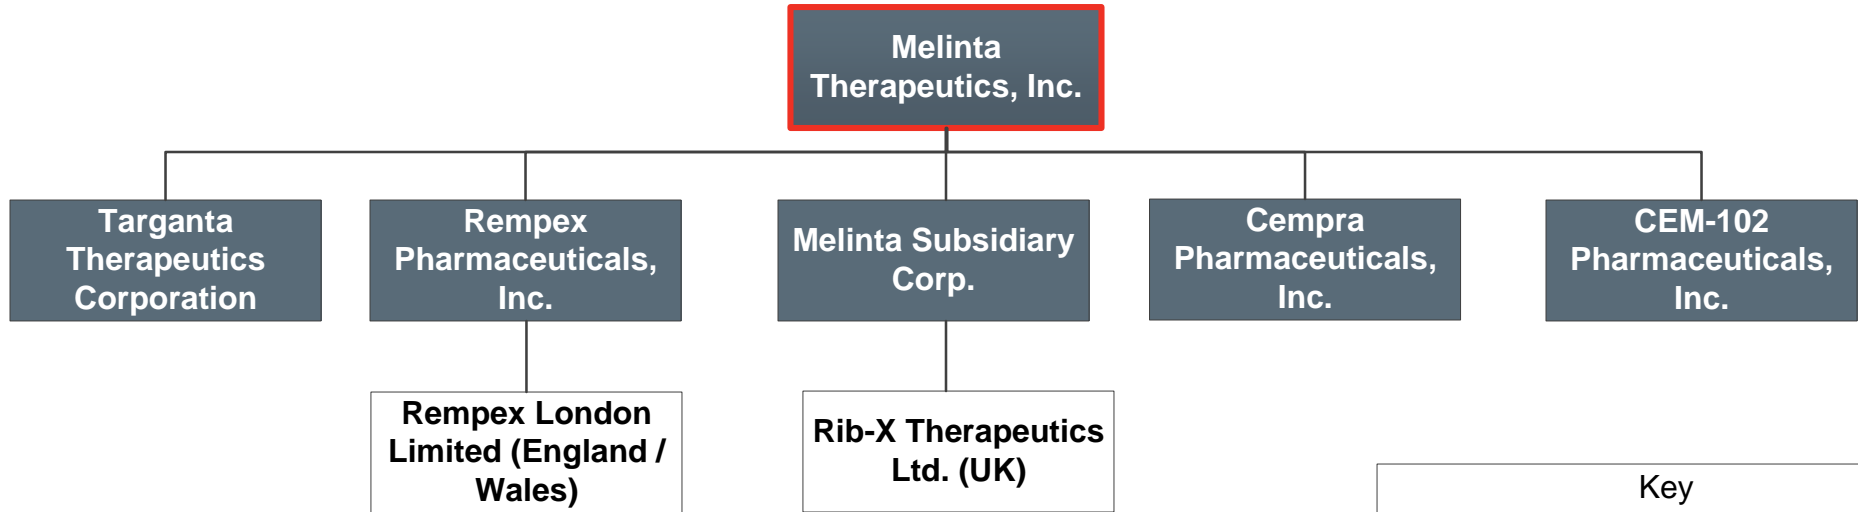 Melinta
Therapeutics, Inc.
Targanta
Therapeutics
Corporation
Rempex
Pharmaceuticals,
Inc.
Melinta Subsidiary
Corp.
Cempra
Pharmaceuticals,
Inc.
CEM-102
Pharmaceuticals,
Inc.
Rempex London
Limited (England /
Wales)
Rib-X Therapeutics
Ltd. (UK)
Key